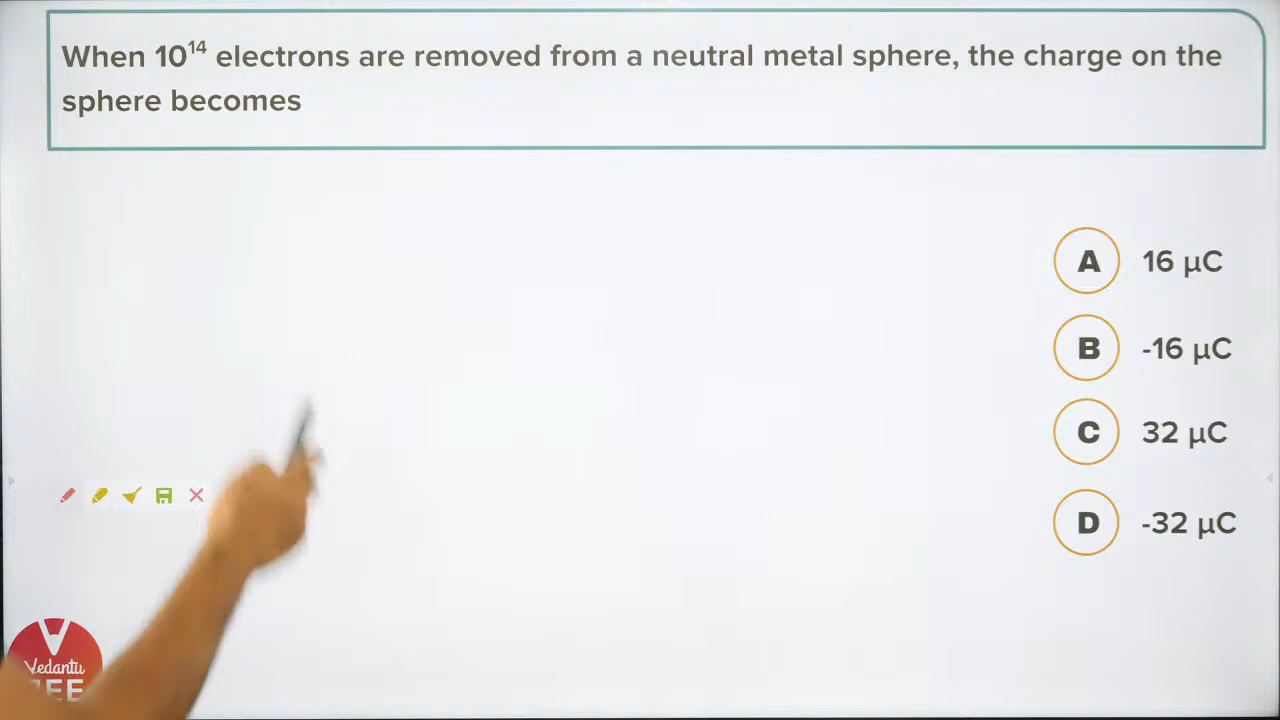 When 10¹⁴ electrons are removed from a neutral metal sphere, the charge on the
sphere becomes
A 16 μC
B -16 μC
C 32 μC
D -32 μC
Vedantu
JEE